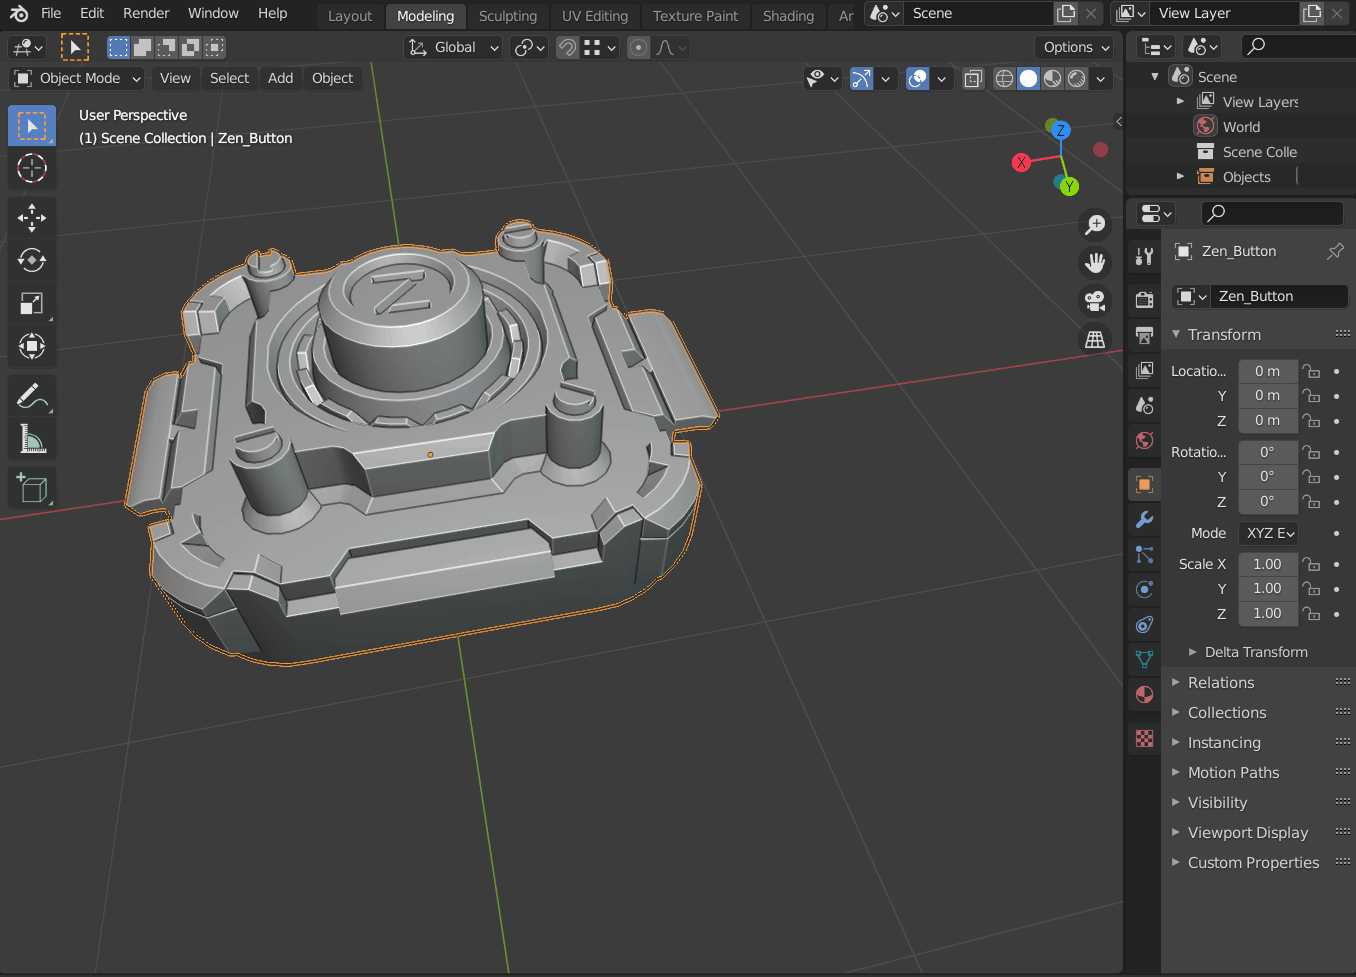 File Edit Render Window Help Layout Modeling Sculpting UV Editing Texture Paint Shading Ar Scene View Layer
Global Options
Object Mode View Select Add Object
User Perspective
(1) Scene Collection | Zen_Button
Z
X
Y
N
Scene
View Layers
World
Scene Colle
Objects
Zen_Button
Zen_Button
Transform
Locatio... 0 m
Y 0 m
Z 0 m
Rotatio... 0°
Y 0°
Z 0°
Mode XYZ E
Scale X 1.00
Y 1.00
Z 1.00
Delta Transform
Relations
Collections
Instancing
Motion Paths
Visibility
Viewport Display
Custom Properties